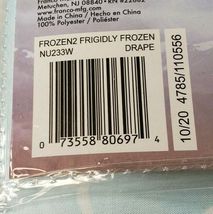 Metuchen, NJ 08840 • RN #22862
www.franco-mfg.com
Made in China / Hecho en China
100% Polyester / Poliéster
FROZEN2 FRIGIDLY FROZEN
NU233W DRAPE
0 73558 80697 4
10/20 4785/110556